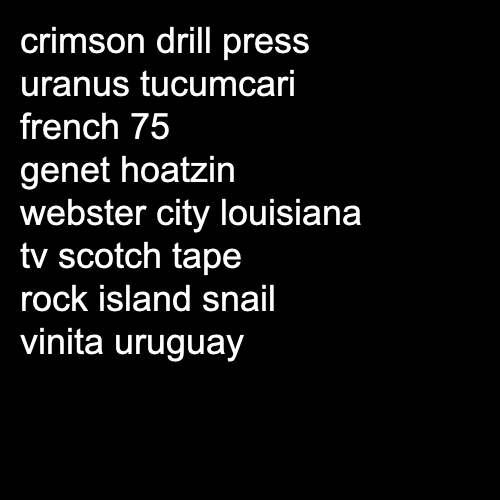 crimson drill press
uranus tucumcari
french 75
genet hoatzin
webster city louisiana
tv scotch tape
rock island snail
vinita uruguay